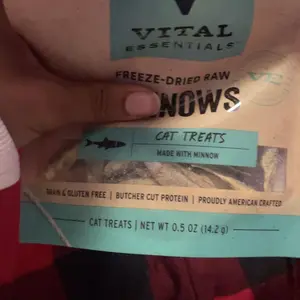 VITAL
ESSENTIALS
FREEZE-DRIED RAW
NOWS
CAT TREATS
MADE WITH MINNOW
GRAIN & GLUTEN FREE | BUTCHER CUT PROTEIN | PROUDLY AMERICAN CRAFTED
CAT TREATS | NET WT 0.5 OZ (14.2 g)